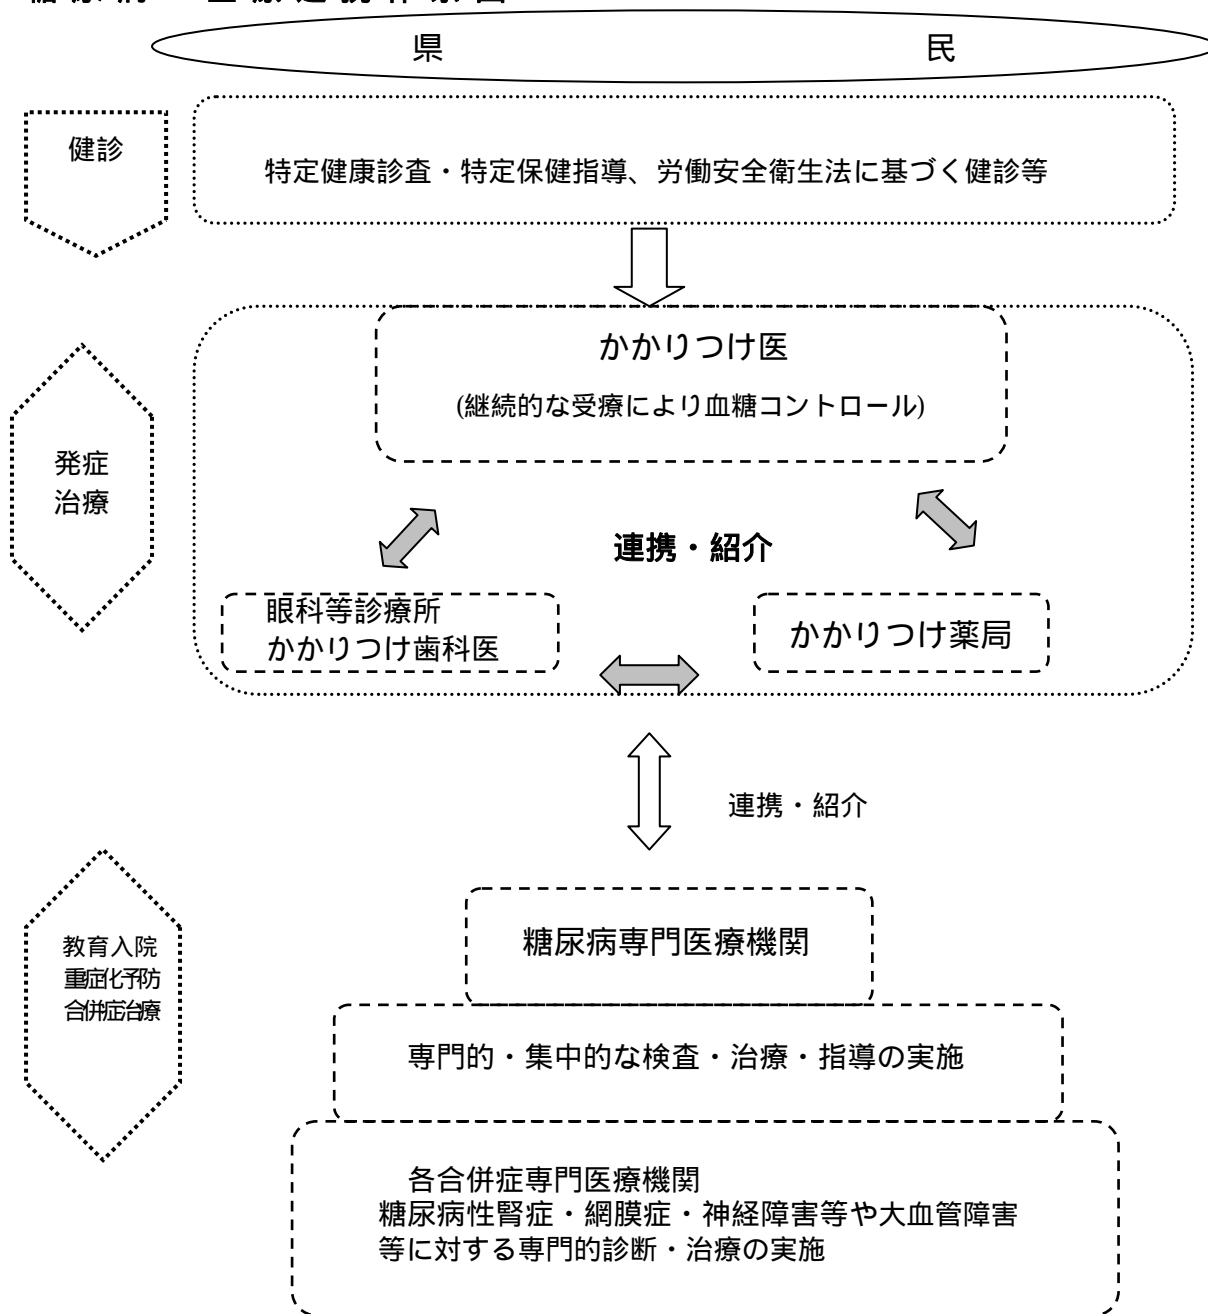 県 民
健診
特定健康診査・特定保健指導、労働安全衛生法に基づく健診等
かかりつけ医
(継続的な受療により血糖コントロール)
発症
治療
連携・紹介
眼科等診療所
かかりつけ歯科医
かかりつけ薬局
連携・紹介
糖尿病専門医療機関
教育入院
重症化予防
合併症治療
専門的・集中的な検査・治療・指導の実施
各合併症専門医療機関
糖尿病性腎症・網膜症・神経障害等や大血管障害
等に対する専門的診断・治療の実施